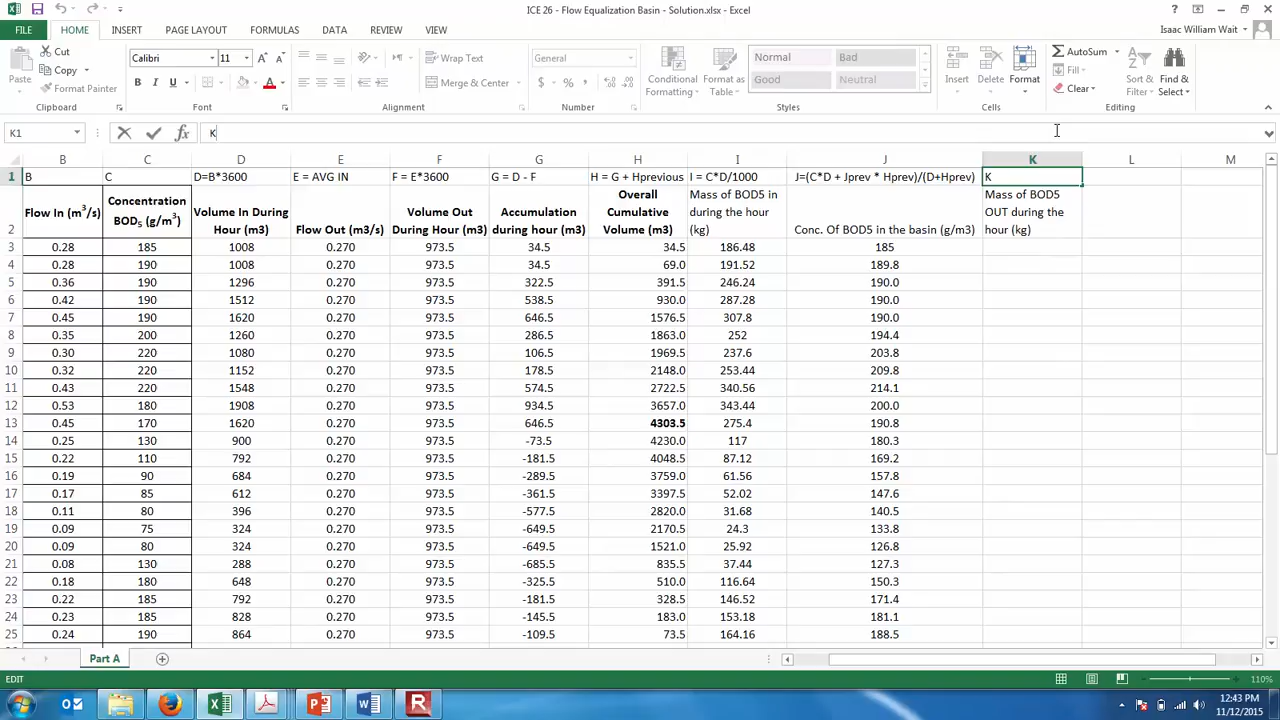 ICE 26 - Flow Equalization Basin - Solution.xlsx - Excel
FILE HOME INSERT PAGE LAYOUT FORMULAS DATA REVIEW VIEW Isaac William Wait
Paste Cut Copy Format Painter Clipboard
Calibri 11 B I U Font
Wrap Text Merge & Center Alignment
General $ % , Number
Conditional Formatting Format as Table Normal Bad Good Neutral Styles
Insert Delete Format Cells
AutoSum Fill Clear Sort & Filter Find & Select Editing
K1 fx K
B C D E F G H I J K L M
1 B C D=B*3600 E = AVG IN F = E*3600 G = D - F H = G + Hprevious I = C*D/1000 J=(C*D + Jprev * Hprev)/(D+Hprev) K
2 Flow In (m3/s) Concentration BOD5 (g/m3) Volume In During Hour (m3) Flow Out (m3/s) Volume Out During Hour (m3) Accumulation during hour (m3) Overall Cumulative Volume (m3) Mass of BOD5 in during the hour (kg) Conc. Of BOD5 in the basin (g/m3) Mass of BOD5 OUT during the hour (kg)
3 0.28 185 1008 0.270 973.5 34.5 34.5 186.48 185
4 0.28 190 1008 0.270 973.5 34.5 69.0 191.52 189.8
5 0.36 190 1296 0.270 973.5 322.5 391.5 246.24 190.0
6 0.42 190 1512 0.270 973.5 538.5 930.0 287.28 190.0
7 0.45 190 1620 0.270 973.5 646.5 1576.5 307.8 190.0
8 0.35 200 1260 0.270 973.5 286.5 1863.0 252 194.4
9 0.30 220 1080 0.270 973.5 106.5 1969.5 237.6 203.8
10 0.32 220 1152 0.270 973.5 178.5 2148.0 253.44 209.8
11 0.43 220 1548 0.270 973.5 574.5 2722.5 340.56 214.1
12 0.53 180 1908 0.270 973.5 934.5 3657.0 343.44 200.0
13 0.45 170 1620 0.270 973.5 646.5 4303.5 275.4 190.8
14 0.25 130 900 0.270 973.5 -73.5 4230.0 117 180.3
15 0.22 110 792 0.270 973.5 -181.5 4048.5 87.12 169.2
16 0.19 90 684 0.270 973.5 -289.5 3759.0 61.56 157.8
17 0.17 85 612 0.270 973.5 -361.5 3397.5 52.02 147.6
18 0.11 80 396 0.270 973.5 -577.5 2820.0 31.68 140.5
19 0.09 75 324 0.270 973.5 -649.5 2170.5 24.3 133.8
20 0.09 80 324 0.270 973.5 -649.5 1521.0 25.92 126.8
21 0.08 130 288 0.270 973.5 -685.5 835.5 37.44 127.3
22 0.18 180 648 0.270 973.5 -325.5 510.0 116.64 150.3
23 0.22 185 792 0.270 973.5 -181.5 328.5 146.52 171.4
24 0.23 185 828 0.270 973.5 -145.5 183.0 153.18 181.1
25 0.24 190 864 0.270 973.5 -109.5 73.5 164.16 188.5
Part A
EDIT 110%
12:43 PM
11/12/2015